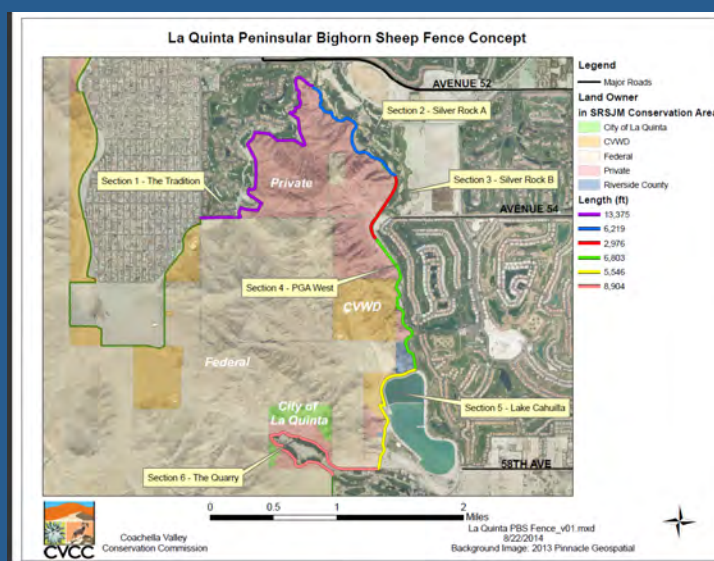 La Quinta Peninsular Bighorn Sheep Fence Concept
AVENUE 52
Section 2 - Silver Rock A
Section 1 - The Tradition
Private
Section 3 - Silver Rock B
AVENUE 54
Section 4 - PGA West
CVWD
Federal
City of
La Quinta
Section 5 - Lake Cahuilla
Section 6 - The Quarry
58TH AVE
Legend
Major Roads
Land Owner
in SRSJM Conservation Area
City of La Quinta
CVWD
Federal
Private
Riverside County
Length (ft)
13,375
6,219
2,976
6,803
5,546
8,904
0 0.5 1 2
Miles
CVCC
Coachella Valley
Conservation Commission
La Quinta PBS Fence_v01.mxd
8/22/2014
Background Image: 2013 Pinnacle Geospatial